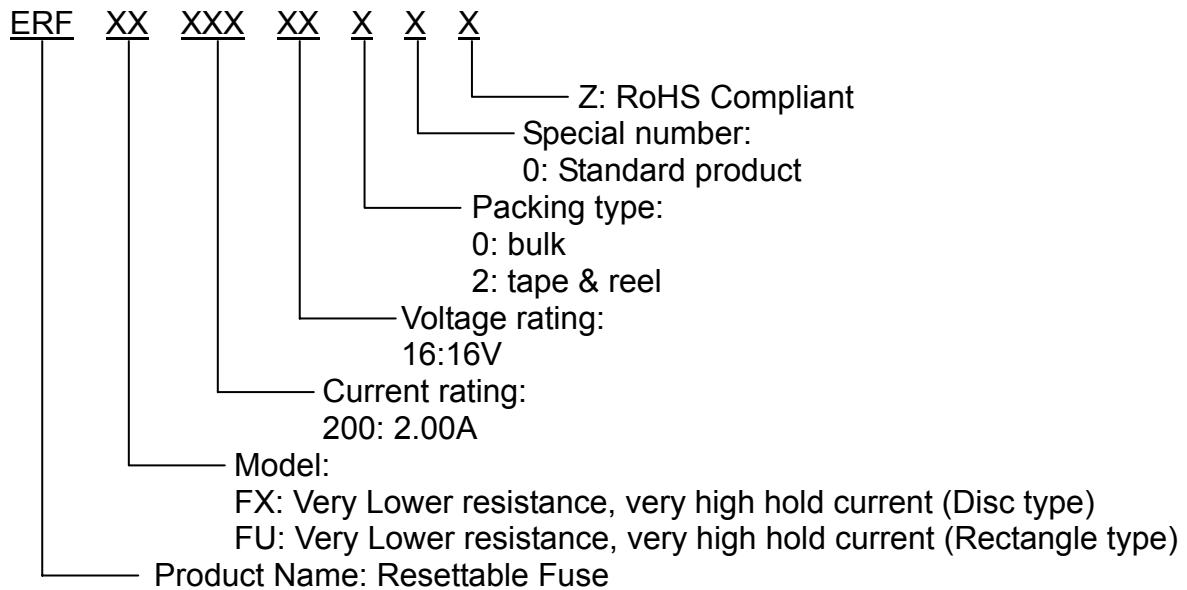 ERF XX XXX XX X X X
Z: RoHS Compliant
Special number:
0: Standard product
Packing type:
0: bulk
2: tape & reel
Voltage rating:
16:16V
Current rating:
200: 2.00A
Model:
FX: Very Lower resistance, very high hold current (Disc type)
FU: Very Lower resistance, very high hold current (Rectangle type)
Product Name: Resettable Fuse